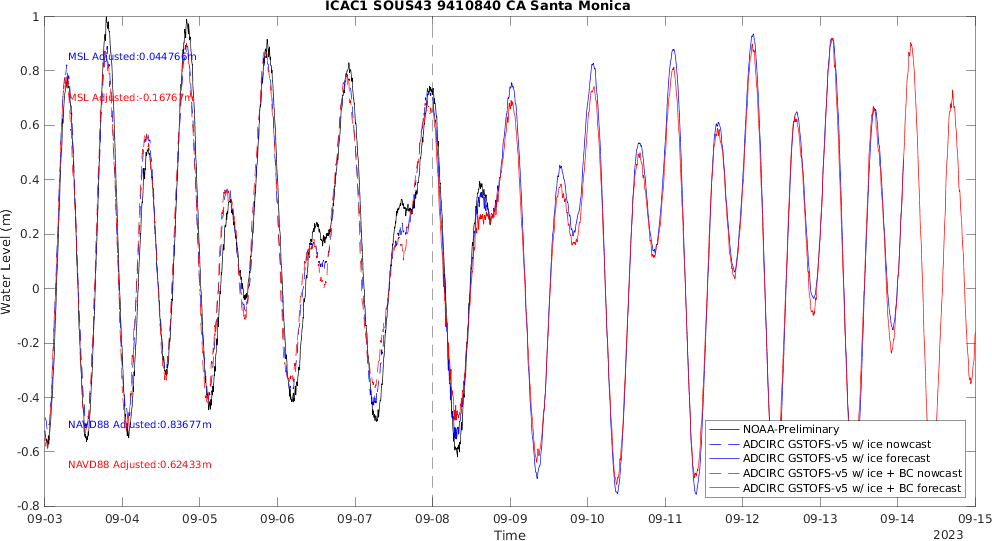 ICAC1 SOUS43 9410840 CA Santa Monica
1
0.8
0.6
0.4
0.2
0
-0.2
-0.4
-0.6
-0.8
Water Level (m)
MSL Adjusted:0.044766m
MSL Adjusted:-0.16767m
NAVD88 Adjusted:0.83677m
NAVD88 Adjusted:0.62433m
NOAA-Preliminary
ADCIRC GSTOFS-v5 w/ ice nowcast
ADCIRC GSTOFS-v5 w/ ice forecast
ADCIRC GSTOFS-v5 w/ ice + BC nowcast
ADCIRC GSTOFS-v5 w/ ice + BC forecast
09-03 09-04 09-05 09-06 09-07 09-08 09-09 09-10 09-11 09-12 09-13 09-14 09-15
Time
2023